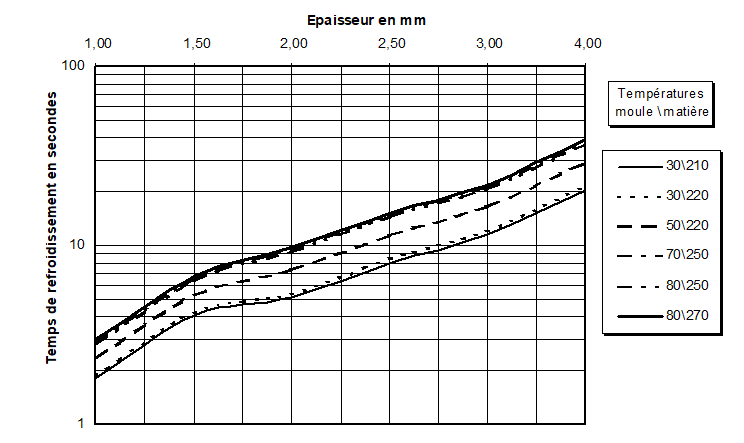 Epaisseur en mm
1,00 1,50 2,00 2,50 3,00 4,00
Temps de refroidissement en secondes
100
10
1
Températures
moule \ matière
30\210
30\220
50\220
70\250
80\250
80\270